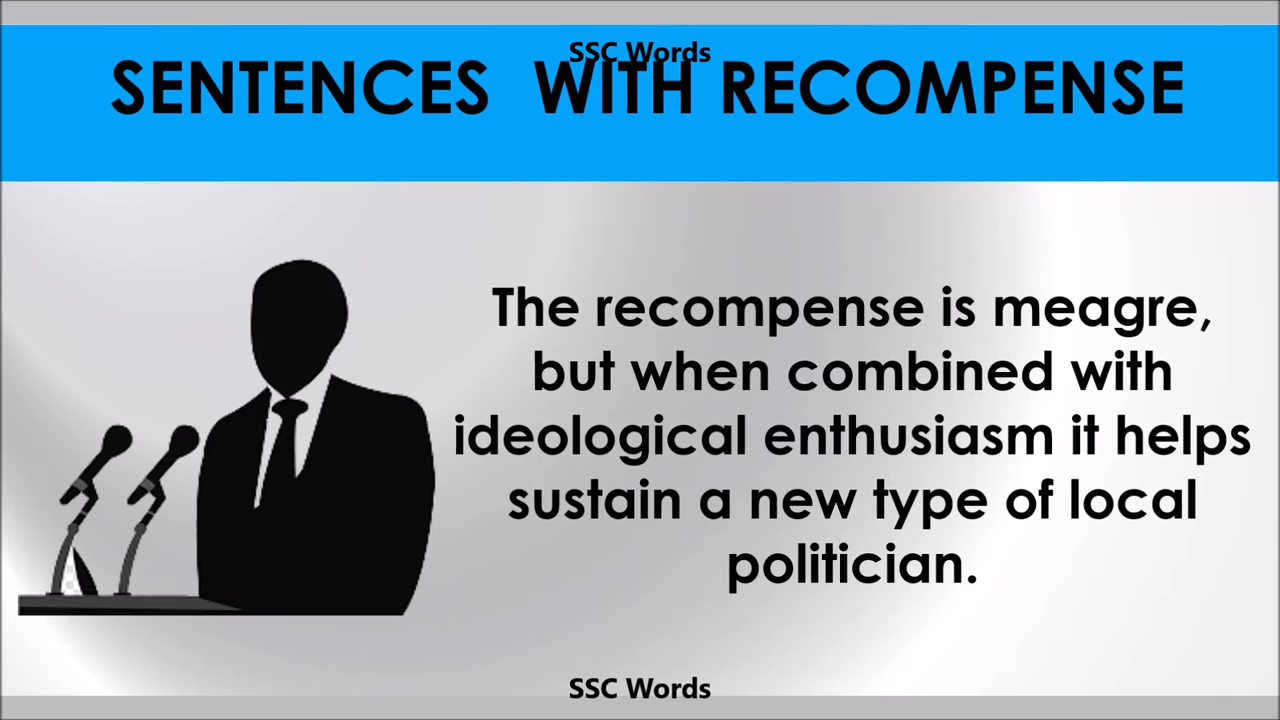 SSC Words
SENTENCES WITH RECOMPENSE
The recompense is meagre,
but when combined with
ideological enthusiasm it helps
sustain a new type of local
politician.
SSC Words